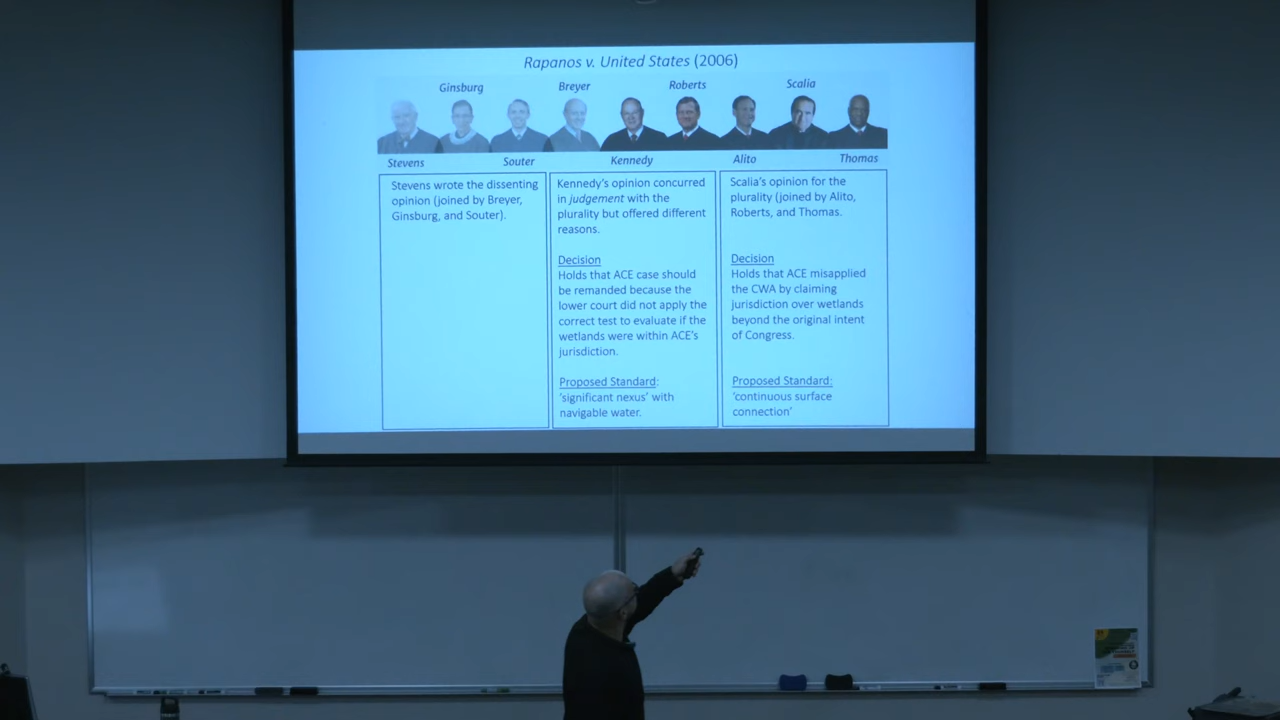 Rapanos v. United States (2006)
Ginsburg Breyer Roberts Scalia
Stevens Souter Kennedy Alito Thomas
Stevens wrote the dissenting
opinion (joined by Breyer,
Ginsburg, and Souter).
Kennedy's opinion concurred
in judgement with the
plurality but offered different
reasons.
Decision
Holds that ACE case should
be remanded because the
lower court did not apply the
correct test to evaluate if the
wetlands were within ACE's
jurisdiction.
Proposed Standard:
'significant nexus' with
navigable water.
Scalia's opinion for the
plurality (joined by Alito,
Roberts, and Thomas.
Decision
Holds that ACE misapplied
the CWA by claiming
jurisdiction over wetlands
beyond the original intent
of Congress.
Proposed Standard:
'continuous surface
connection'